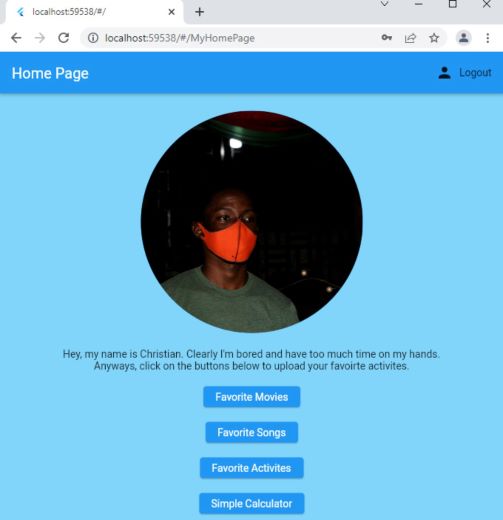 localhost:59538/#/
localhost:59538/#/MyHomePage
Home Page
Logout
Hey, my name is Christian. Clearly I'm bored and have too much time on my hands.
Anyways, click on the buttons below to upload your favoirte activites.
Favorite Movies
Favorite Songs
Favorite Activites
Simple Calculator